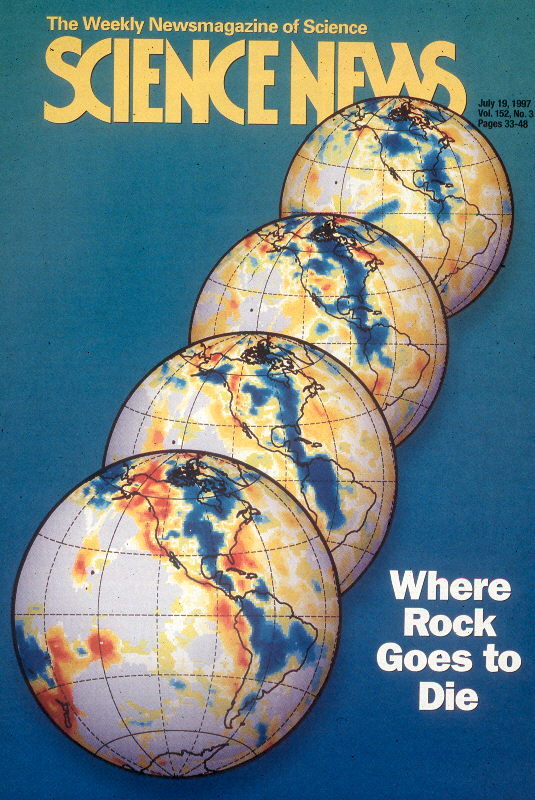 The Weekly Newsmagazine of Science
SCIENCE NEWS
July 19, 1997
Vol. 152, No. 3
Pages 33-48
Where
Rock
Goes to
Die